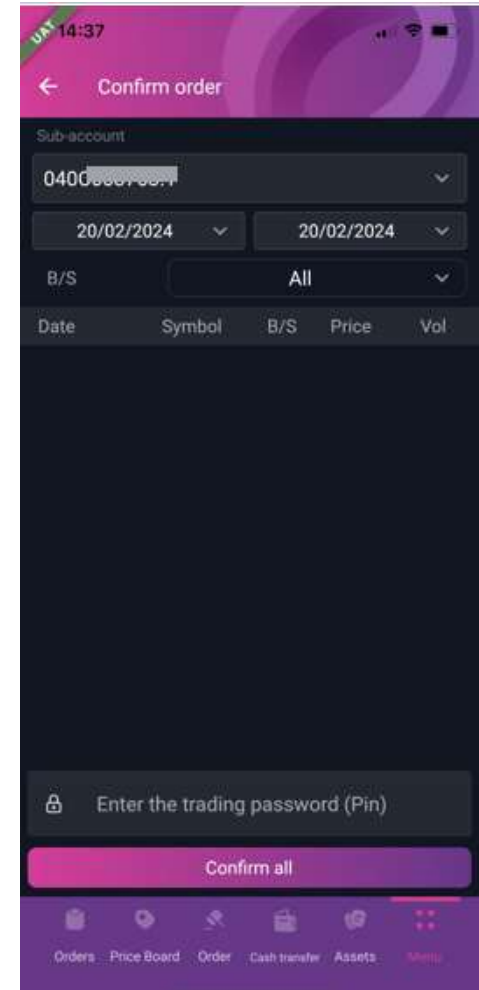 UAT 14:37
Confirm order
Sub-account
20/02/2024 20/02/2024
B/S All
Date Symbol B/S Price Vol
Enter the trading password (Pin)
Confirm all
Orders Price Board Order Cash transfer Assets Menu